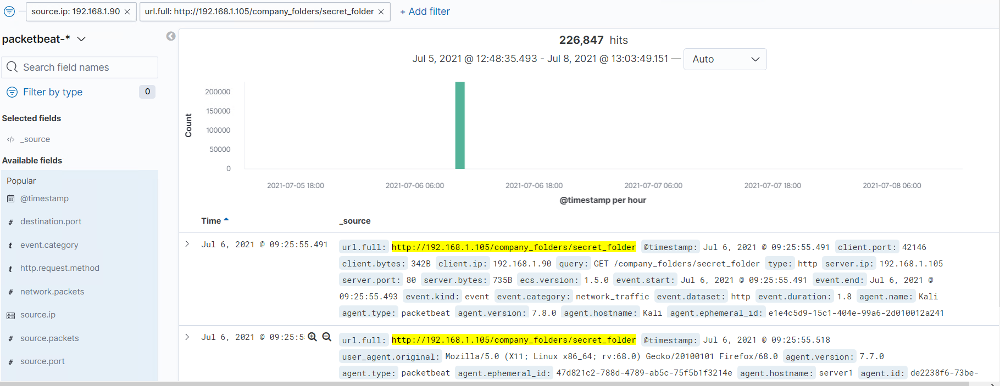 source.ip: 192.168.1.90 × url.full: http://192.168.1.105/company_folders/secret_folder × + Add filter
packetbeat-*
Search field names
Filter by type 0
Selected fields
</> _source
Available fields
Popular
@timestamp
# destination.port
t event.category
t http.request.method
# network.packets
source.ip
# source.packets
# source.port
226,847 hits
Jul 5, 2021 @ 12:48:35.493 - Jul 8, 2021 @ 13:03:49.151 — Auto
Count
200000
150000
100000
50000
0
2021-07-05 18:00 2021-07-06 06:00 2021-07-06 18:00 2021-07-07 06:00 2021-07-07 18:00 2021-07-08 06:00
@timestamp per hour
Time _source
Jul 6, 2021 @ 09:25:55.491 url.full: http://192.168.1.105/company_folders/secret_folder @timestamp: Jul 6, 2021 @ 09:25:55.491 client.port: 42146
client.bytes: 342B client.ip: 192.168.1.90 query: GET /company_folders/secret_folder type: http server.ip: 192.168.1.105
server.port: 80 server.bytes: 735B ecs.version: 1.5.0 event.start: Jul 6, 2021 @ 09:25:55.491 event.end: Jul 6, 2021 @
09:25:55.493 event.kind: event event.category: network_traffic event.dataset: http event.duration: 1.8 agent.name: Kali
agent.type: packetbeat agent.version: 7.8.0 agent.hostname: Kali agent.ephemeral_id: e1e4c5d9-15c1-404e-99a6-2d010012a241
Jul 6, 2021 @ 09:25:5 url.full: http://192.168.1.105/company_folders/secret_folder @timestamp: Jul 6, 2021 @ 09:25:55.518
user_agent.original: Mozilla/5.0 (X11; Linux x86_64; rv:68.0) Gecko/20100101 Firefox/68.0 agent.version: 7.7.0
agent.type: packetbeat agent.ephemeral_id: 47d821c2-788d-4789-ab5c-75f5b1f3214e agent.hostname: server1 agent.id: de2238f6-73be-